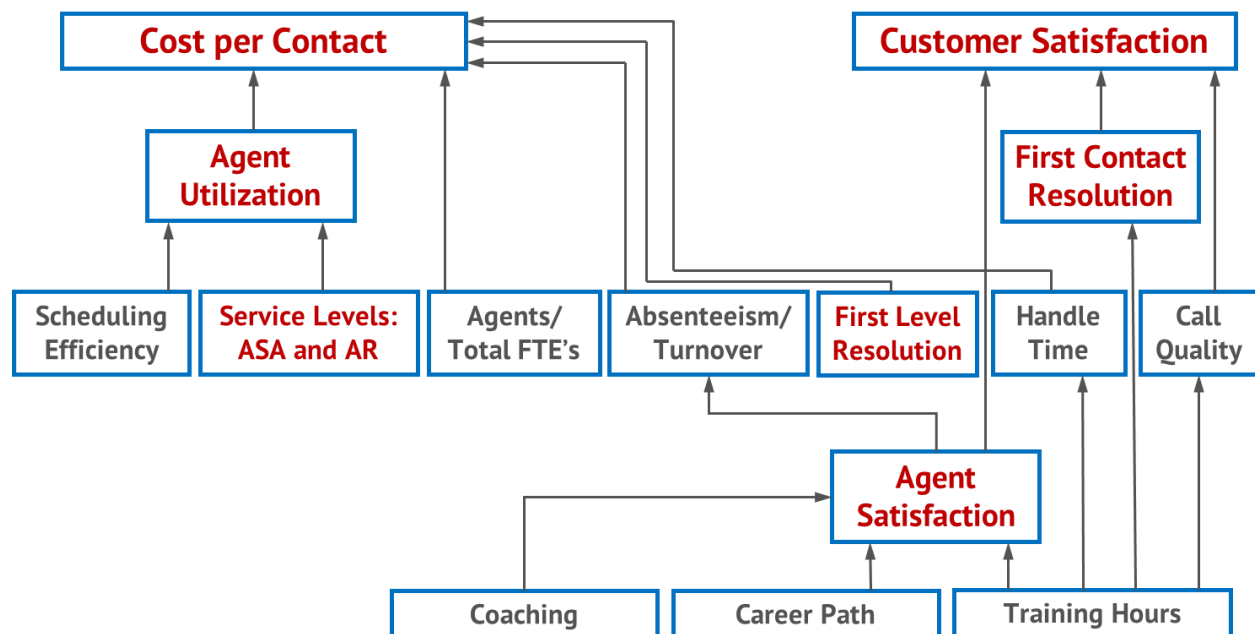 Cost per Contact
Customer Satisfaction
Agent
Utilization
First Contact
Resolution
Scheduling
Efficiency
Service Levels:
ASA and AR
Agents/
Total FTE's
Absenteeism/
Turnover
First Level
Resolution
Handle
Time
Call
Quality
Agent
Satisfaction
Coaching
Career Path
Training Hours